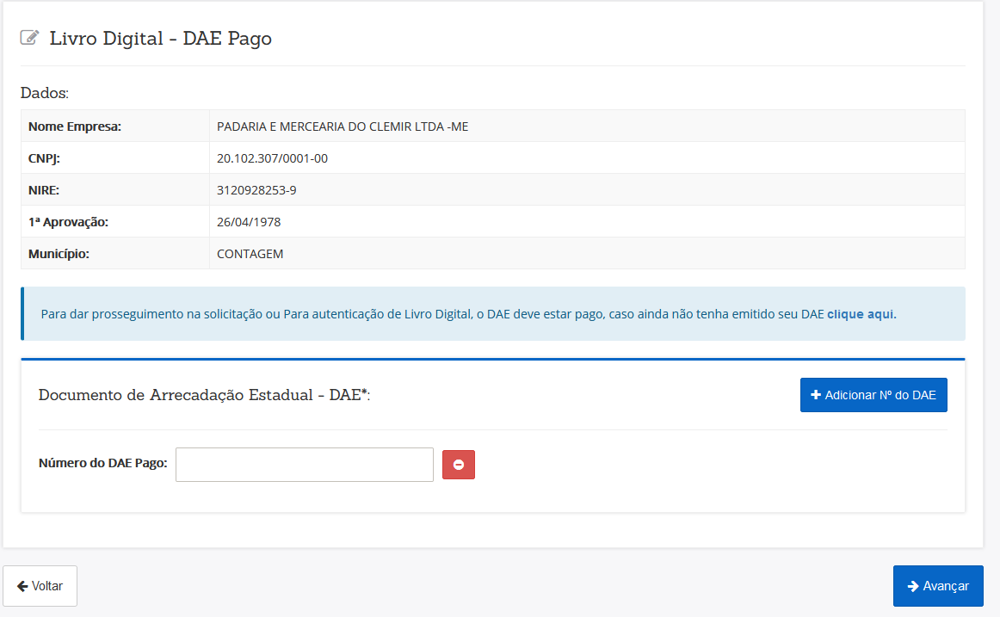 Livro Digital - DAE Pago
Dados:
Nome Empresa: PADARIA E MERCEARIA DO CLEMIR LTDA -ME
CNPJ: 20.102.307/0001-00
NIRE: 3120928253-9
1ª Aprovação: 26/04/1978
Município: CONTAGEM
Para dar prosseguimento na solicitação ou Para autenticação de Livro Digital, o DAE deve estar pago, caso ainda não tenha emitido seu DAE clique aqui.
Documento de Arrecadação Estadual - DAE*:
Adicionar Nº do DAE
Número do DAE Pago:
Voltar
Avançar